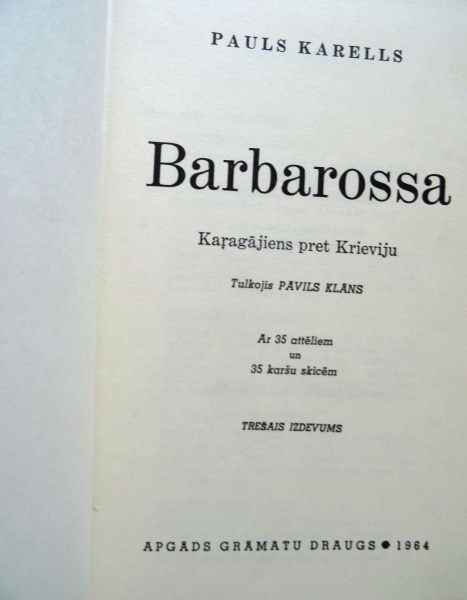 PAULS KARELLS
Barbarossa
Kaŗagājiens pret Krieviju
Tulkojis PĀVILS KLĀNS
Ar 35 attēliem
un
35 karšu skicēm
TREŠAIS IZDEVUMS
APGĀDS GRĀMATU DRAUGS ● 1964